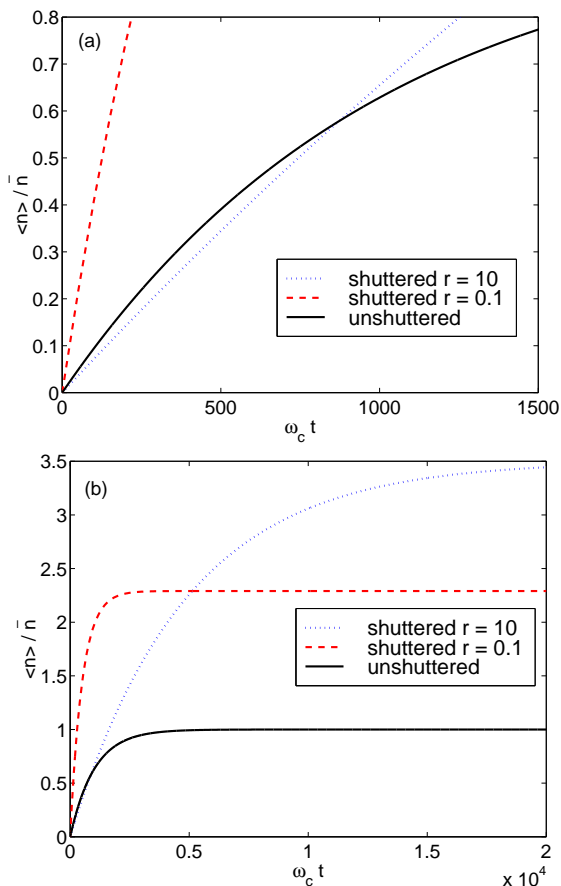 (a)
0.8
0.7
0.6
0.5
0.4
0.3
0.2
0.1
0
<n> / n̄
shuttered r = 10
shuttered r = 0.1
unshuttered
0 500 1000 1500
ω_c t
(b)
3.5
3
2.5
2
1.5
1
0.5
0
<n> / n̄
shuttered r = 10
shuttered r = 0.1
unshuttered
0 0.5 1 1.5 2
ω_c t
x 10^4